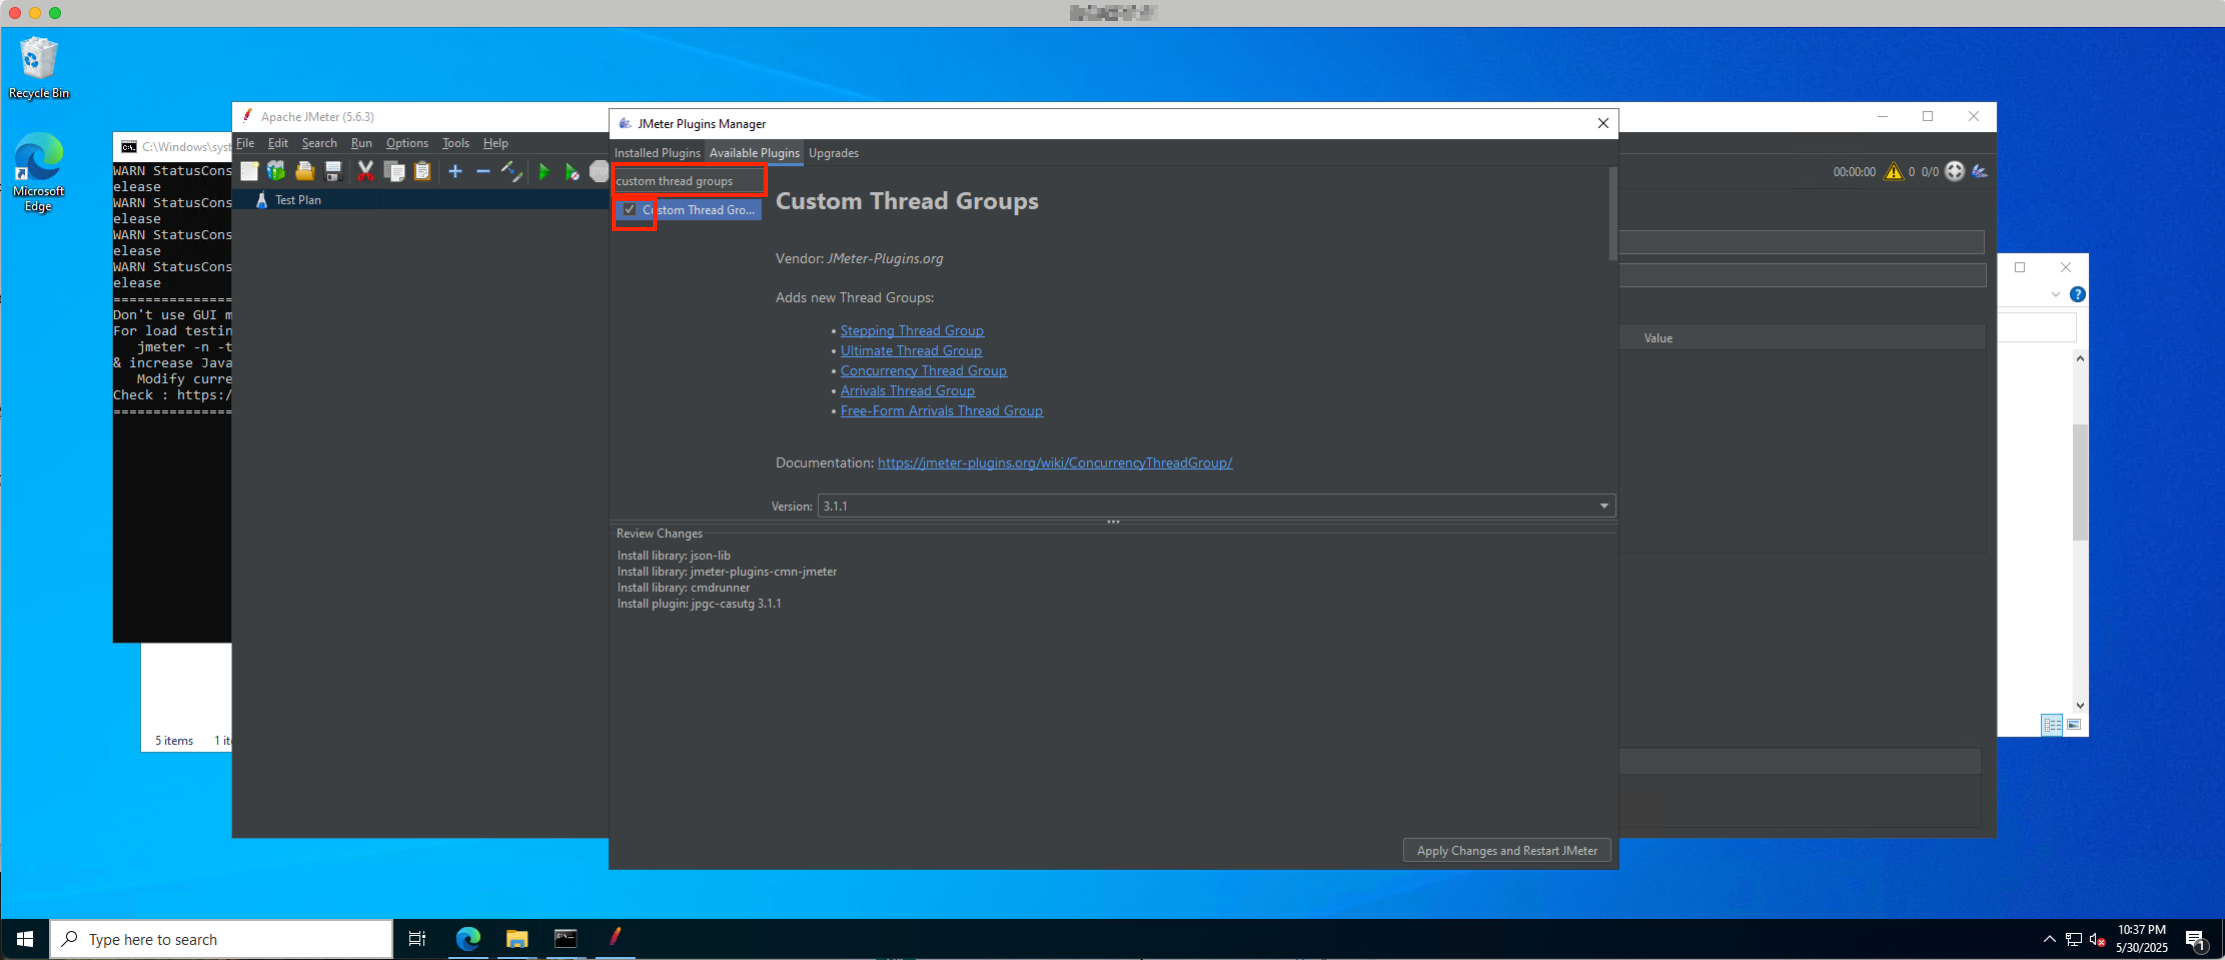 Recycle Bin
Microsoft
Edge
C:\Windows\syst
WARN StatusCons
elease
WARN StatusCons
elease
WARN StatusCons
elease
WARN StatusCons
elease
Don't use GUI m
For load testin
jmeter -n -t
& increase Java
Modify curre
Check : https:/
5 items 1 it
Apache JMeter (5.6.3)
File Edit Search Run Options Tools Help
00:00:00 0 0/0
Test Plan
Value
JMeter Plugins Manager
Installed Plugins Available Plugins Upgrades
custom thread groups
Custom Thread Gro...
Custom Thread Groups
Vendor: JMeter-Plugins.org
Adds new Thread Groups:
• Stepping Thread Group
• Ultimate Thread Group
• Concurrency Thread Group
• Arrivals Thread Group
• Free-Form Arrivals Thread Group
Documentation: https://jmeter-plugins.org/wiki/ConcurrencyThreadGroup/
Version: 3.1.1
Review Changes
Install library: json-lib
Install library: jmeter-plugins-cmn-jmeter
Install library: cmdrunner
Install plugin: jpgc-casutg 3.1.1
Apply Changes and Restart JMeter
Type here to search
10:37 PM
5/30/2025
1